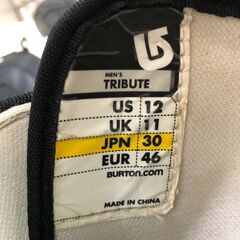 MEN'S
TRIBUTE
US 12
UK 11
JPN 30
EUR 46
BURTON.COM
MADE IN CHINA